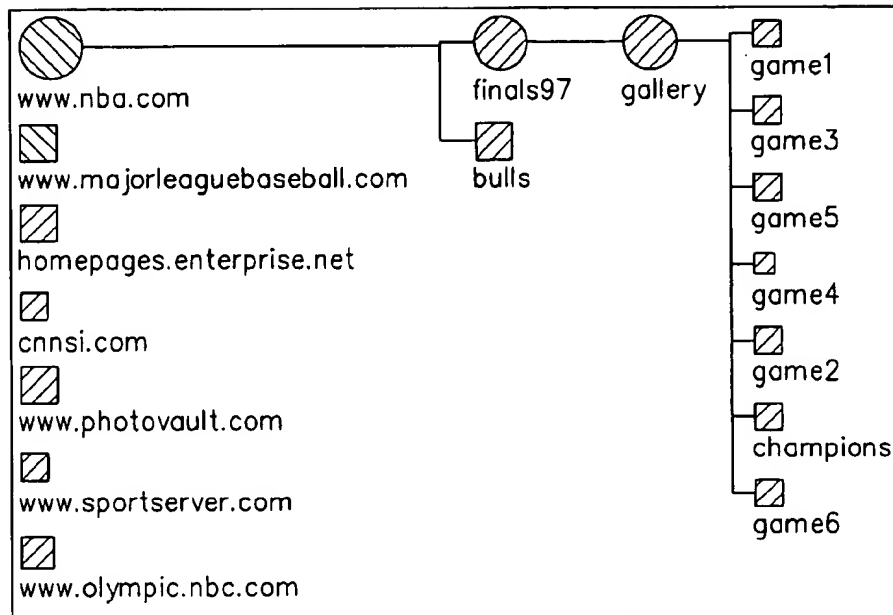 www.nba.com
www.majorleaguebaseball.com
homepages.enterprise.net
cnnsi.com
www.photovault.com
www.sportserver.com
www.olympic.nbc.com
finals97
bulls
gallery
game1
game3
game5
game4
game2
champions
game6